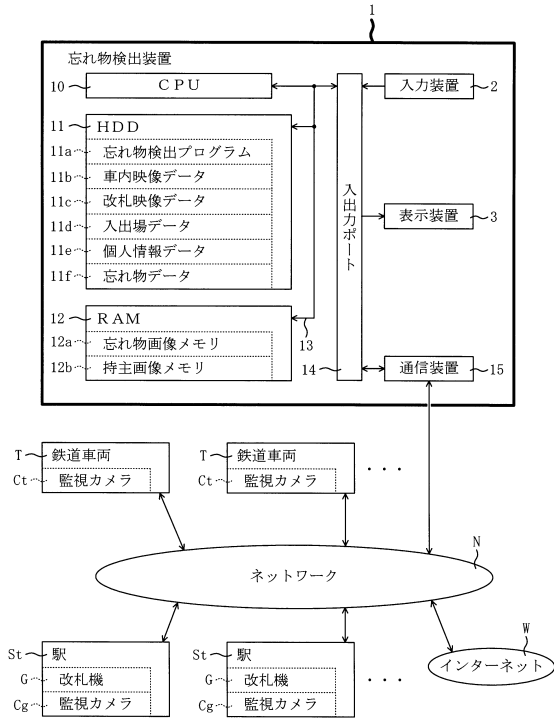 1
忘れ物検出装置
10 CPU
入力装置 2
11 HDD
11a 忘れ物検出プログラム
11b 車内映像データ
11c 改札映像データ
11d 入出場データ
11e 個人情報データ
11f 忘れ物データ
入出力ポート
表示装置 3
12 RAM
12a 忘れ物画像メモリ
12b 持主画像メモリ
13
14
通信装置 15
T 鉄道車両
Ct 監視カメラ
T 鉄道車両
Ct 監視カメラ
・・・
N
ネットワーク
St 駅
G 改札機
Cg 監視カメラ
St 駅
G 改札機
Cg 監視カメラ
・・・
W
インターネット